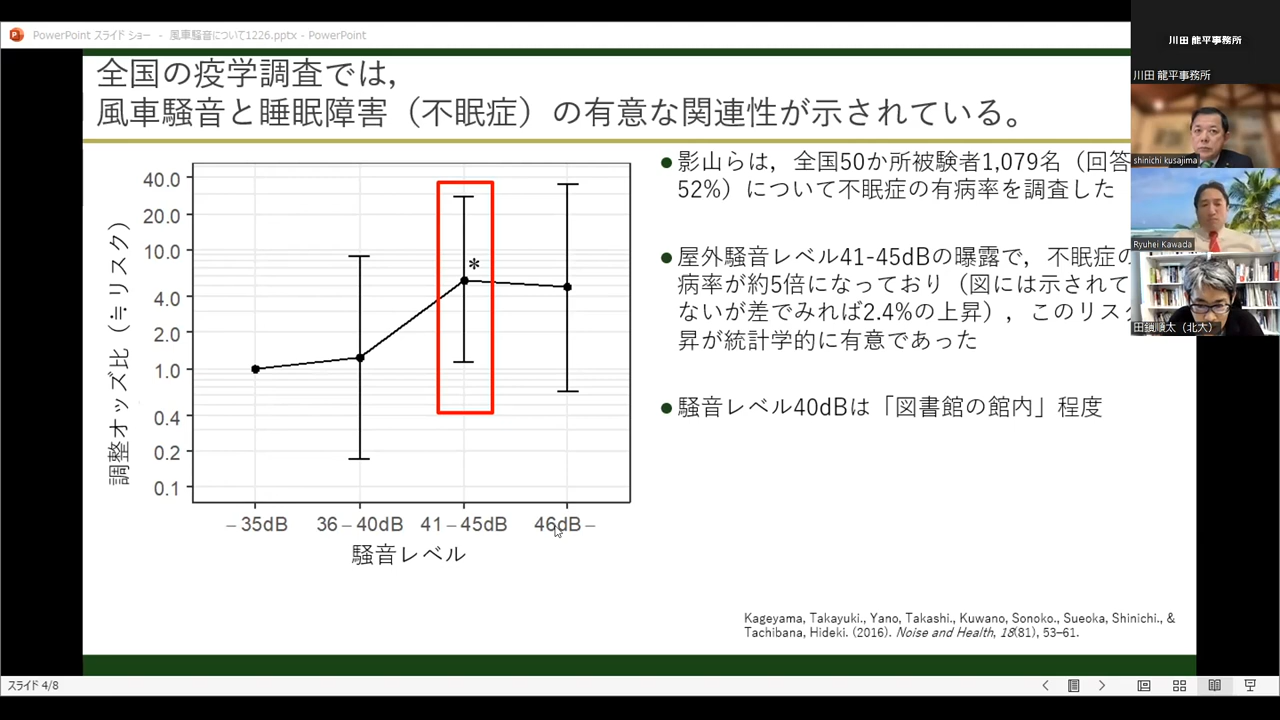 PowerPoint スライド ショー - 風車騒音について1226.pptx - PowerPoint
川田 龍平事務所
川田 龍平事務所
shinichi kusajima
Ryuhei Kawada
田鎖順太（北大）
全国の疫学調査では,
風車騒音と睡眠障害（不眠症）の有意な関連性が示されている。
調整オッズ比（≒リスク）
40.0
20.0
10.0
4.0
2.0
1.0
0.4
0.2
0.1
*
–35dB 36–40dB 41–45dB 46dB–
騒音レベル
●影山らは，全国50か所被験者1,079名（回答
52%）について不眠症の有病率を調査した
●屋外騒音レベル41-45dBの曝露で，不眠症の
病率が約5倍になっており（図には示されて
ないが差でみれば2.4%の上昇），このリスク
昇が統計学的に有意であった
●騒音レベル40dBは「図書館の館内」程度
Kageyama, Takayuki., Yano, Takashi., Kuwano, Sonoko., Sueoka, Shinichi., &
Tachibana, Hideki. (2016). Noise and Health, 18(81), 53–61.
スライド 4/8